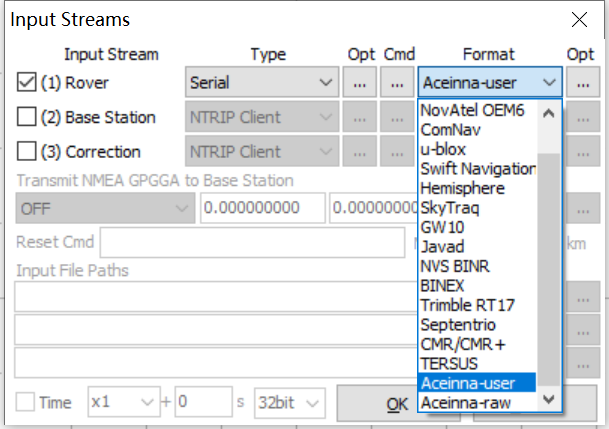 Input Streams
Input Stream Type Opt Cmd Format Opt
(1) Rover Serial ... ... Aceinna-user ...
(2) Base Station NTRIP Client ... ...
(3) Correction NTRIP Client ... ...
Transmit NMEA GPGGA to Base Station
OFF 0.000000000 0.00000000 ...
Reset Cmd km
Input File Paths
...
...
...
Time x1 + 0 s 32bit OK
NovAtel OEM6
ComNav
u-blox
Swift Navigation
Hemisphere
SkyTraq
GW10
Javad
NVS BINR
BINEX
Trimble RT17
Septentrio
CMR/CMR+
TERSUS
Aceinna-user
Aceinna-raw